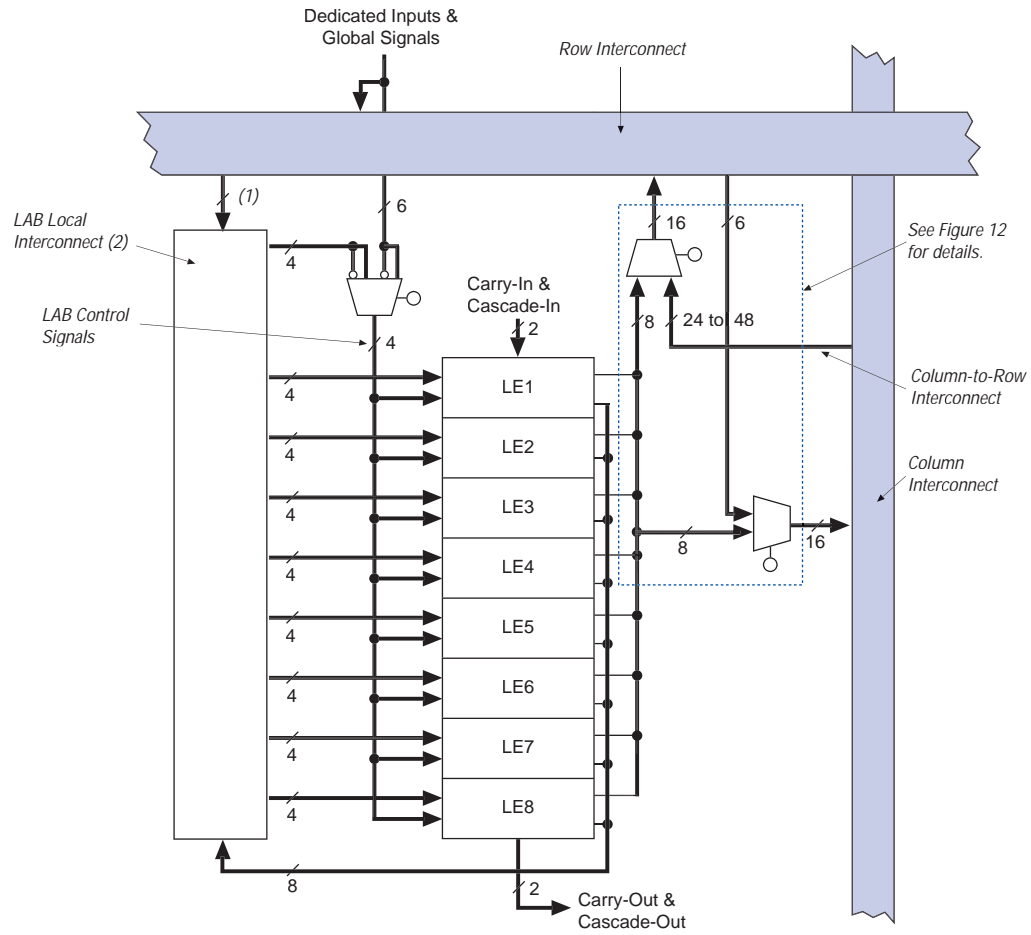 Dedicated Inputs &
Global Signals
Row Interconnect
(1)
6
16
6
LAB Local
Interconnect (2)
See Figure 12
for details.
4
Carry-In &
Cascade-In
LAB Control
Signals
4
2
8
24 to 48
Column-to-Row
Interconnect
4
LE1
4
LE2
Column
Interconnect
4
LE3
8
16
4
LE4
4
LE5
4
LE6
4
LE7
4
LE8
8
2
Carry-Out &
Cascade-Out